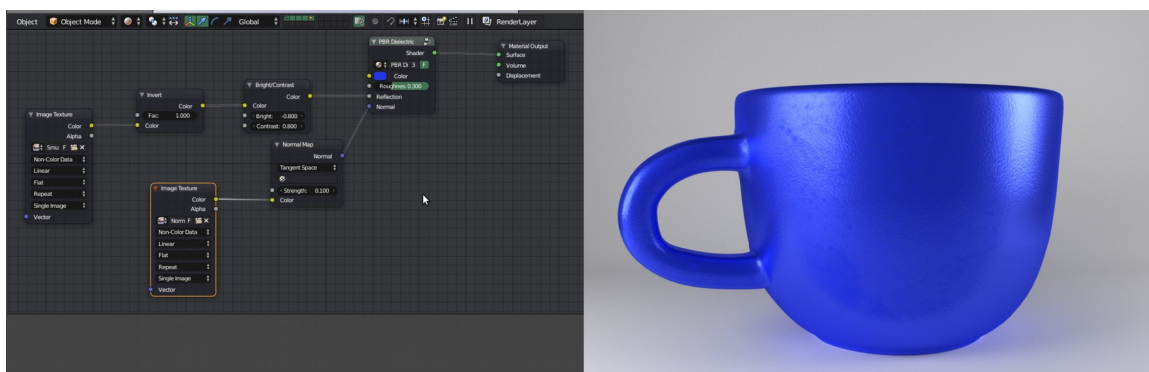 Object Object Mode Global RenderLayer
PBR Dielectric
Shader
PBR Di 3 F
Color
Roughnes: 0.300
Reflection
Normal
Material Output
Surface
Volume
Displacement
Bright/Contrast
Color
Color
Bright: -0.800
Contrast: 0.800
Invert
Color
Fac: 1.000
Color
Image Texture
Color
Alpha
Smu F
Non-Color Data
Linear
Flat
Repeat
Single Image
Vector
Normal Map
Normal
Tangent Space
Strength: 0.100
Color
Image Texture
Color
Alpha
Norm F
Non-Color Data
Linear
Flat
Repeat
Single Image
Vector